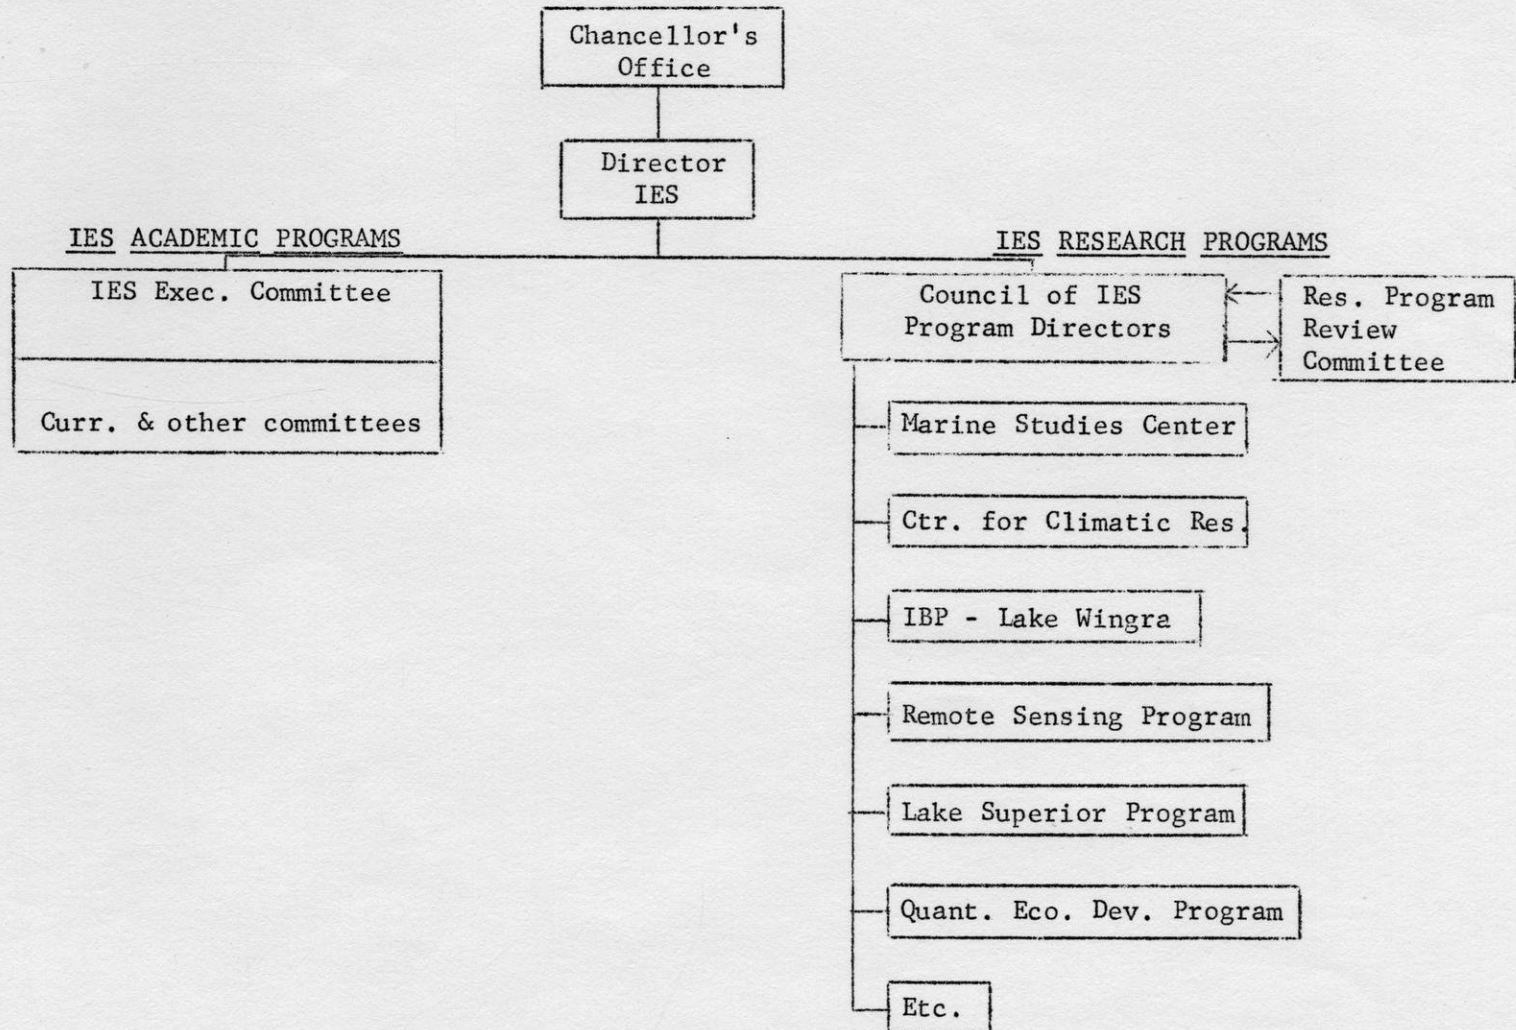 Chancellor's
Office
Director
IES
IES ACADEMIC PROGRAMS
IES Exec. Committee
Curr. & other committees
IES RESEARCH PROGRAMS
Council of IES
Program Directors
Res. Program
Review
Committee
Marine Studies Center
Ctr. for Climatic Res.
IBP - Lake Wingra
Remote Sensing Program
Lake Superior Program
Quant. Eco. Dev. Program
Etc.